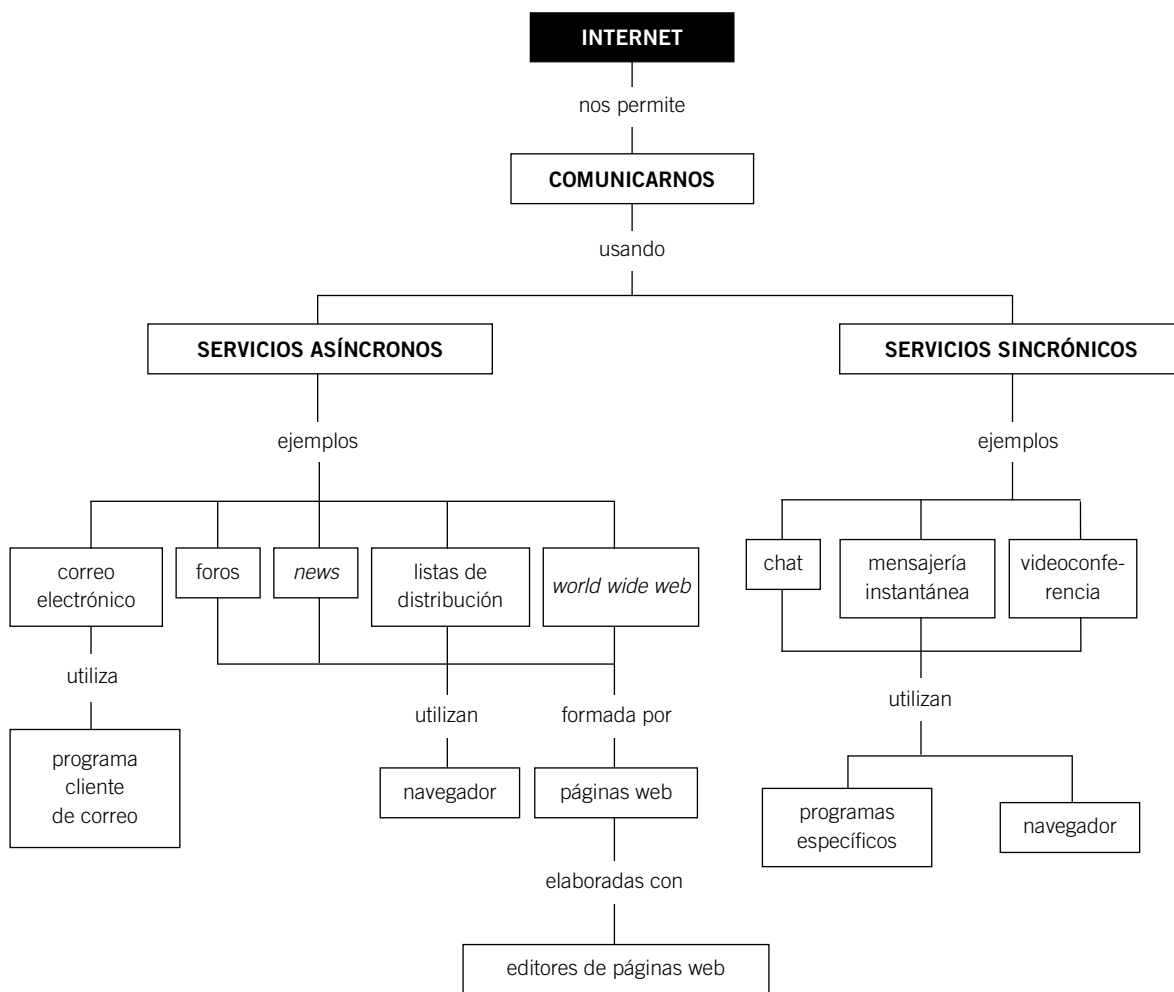 INTERNET
nos permite
COMUNICARNOS
usando
SERVICIOS ASÍNCRONOS
SERVICIOS SINCRÓNICOS
ejemplos
ejemplos
correo
electrónico
foros
news
listas de
distribución
world wide web
chat
mensajería
instantánea
videoconfe-
rencia
utiliza
utilizan
formada por
utilizan
programa
cliente
de correo
navegador
páginas web
programas
específicos
navegador
elaboradas con
editores de páginas web